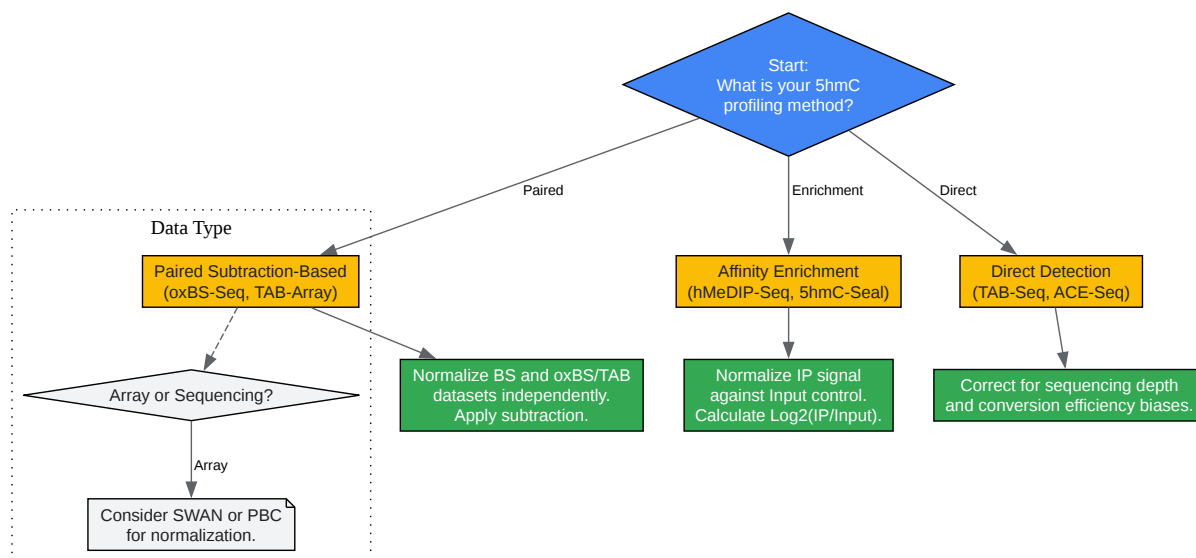 Start:
What is your 5hmC
profiling method?
Paired
Enrichment
Direct
Data Type
Paired Subtraction-Based
(oxBS-Seq, TAB-Array)
Affinity Enrichment
(hMeDIP-Seq, 5hmC-Seal)
Direct Detection
(TAB-Seq, ACE-Seq)
Array or Sequencing?
Normalize BS and oxBS/TAB
datasets independently.
Apply subtraction.
Normalize IP signal
against Input control.
Calculate Log2(IP/Input).
Correct for sequencing depth
and conversion efficiency biases.
Array
Consider SWAN or PBC
for normalization.